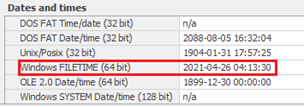 Dates and times
DOS FAT Time/date (32 bit) n/a
DOS FAT Date/time (32 bit) 2088-08-05 16:32:04
Unix/Posix (32 bit) 1904-01-31 17:57:25
Windows FILETIME (64 bit) 2021-04-26 04:13:30
OLE 2.0 Date/time (64 bit) 1899-12-30 00:00:00
Windows SYSTEM Date/time (128 bit) n/a